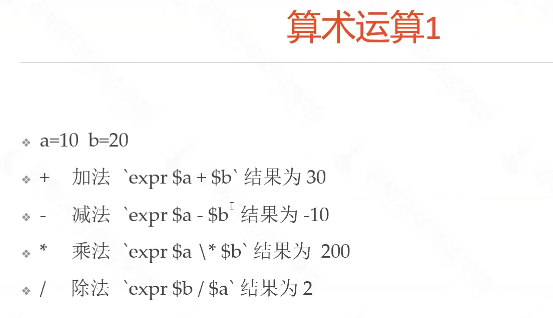 算术运算1
❖ a=10 b=20
❖ + 加法 `expr $a + $b` 结果为 30
❖ - 减法 `expr $a - $b` 结果为 -10
❖ * 乘法 `expr $a \* $b` 结果为 200
❖ / 除法 `expr $b / $a` 结果为 2